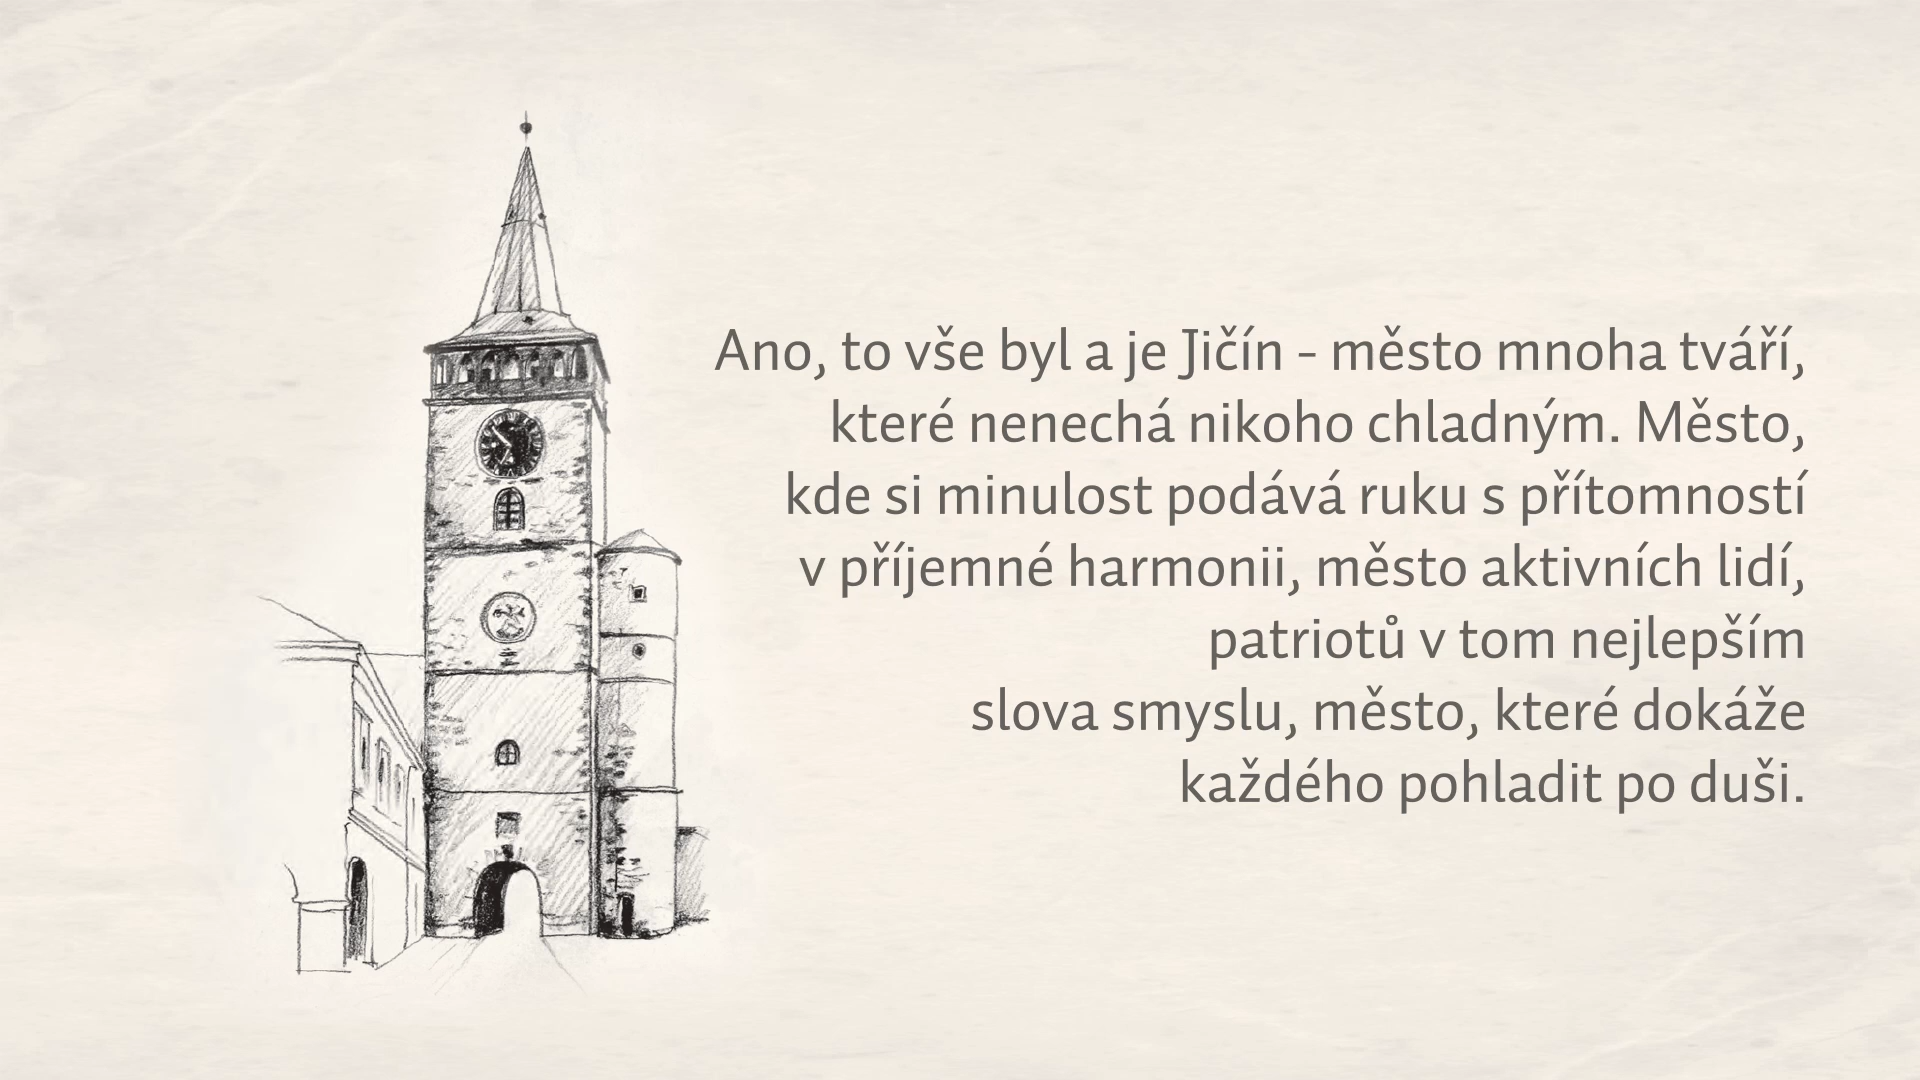 Ano, to vše byl a je Jičín - město mnoha tváří,
které nenechá nikoho chladným. Město,
kde si minulost podává ruku s přítomností
v příjemné harmonii, město aktivních lidí,
patriotů v tom nejlepším
slova smyslu, město, které dokáže
každého pohladit po duši.